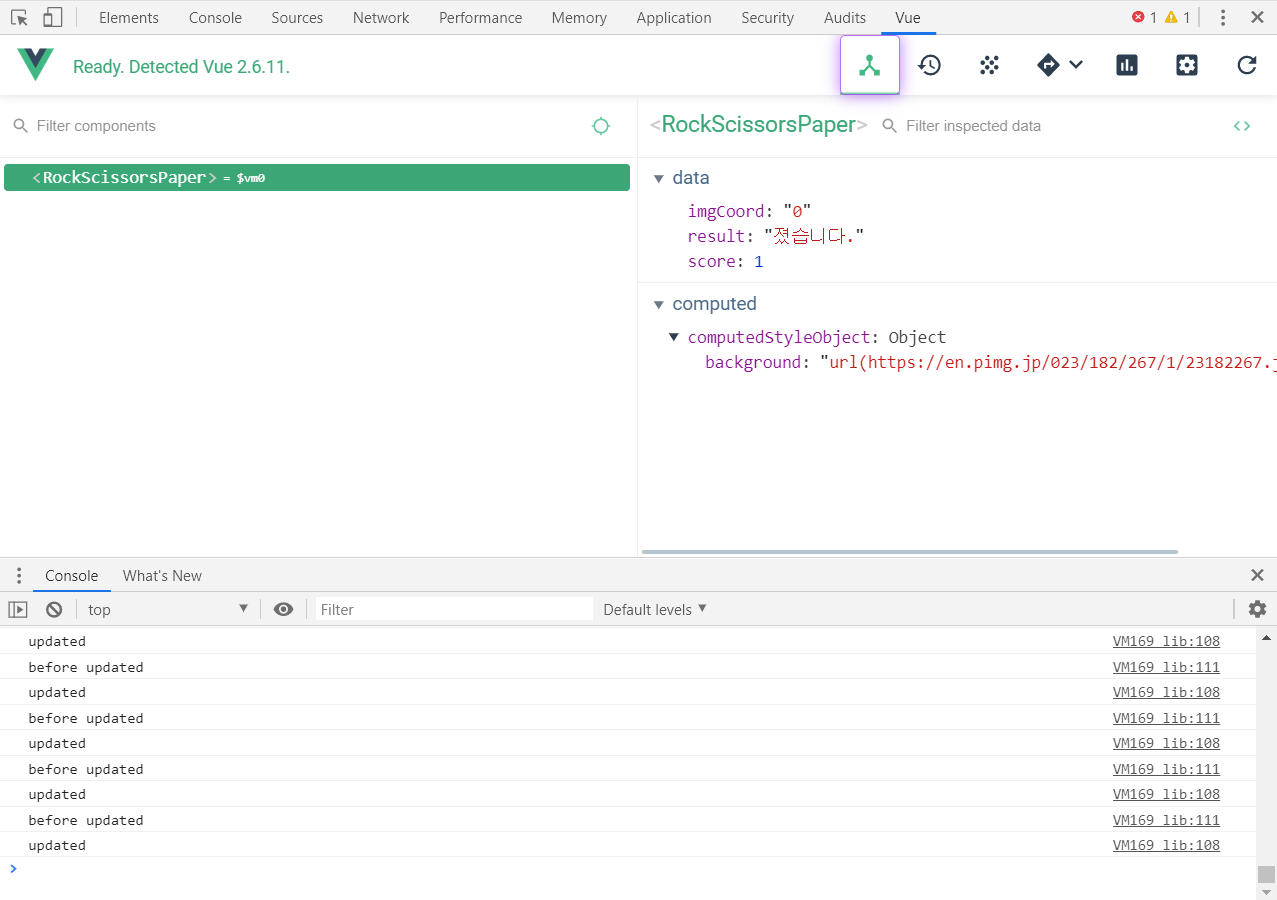 Elements Console Sources Network Performance Memory Application Security Audits Vue 1 1
Ready. Detected Vue 2.6.11.
Filter components
<RockScissorsPaper> = $vm0
<RockScissorsPaper> Filter inspected data
data
imgCoord: "0"
result: "졌습니다."
score: 1
computed
computedStyleObject: Object
background: "url(https://en.pimg.jp/023/182/267/1/23182267.j
Console What's New
top Filter Default levels
updated VM169 lib:108
before updated VM169 lib:111
updated VM169 lib:108
before updated VM169 lib:111
updated VM169 lib:108
before updated VM169 lib:111
updated VM169 lib:108
before updated VM169 lib:111
updated VM169 lib:108